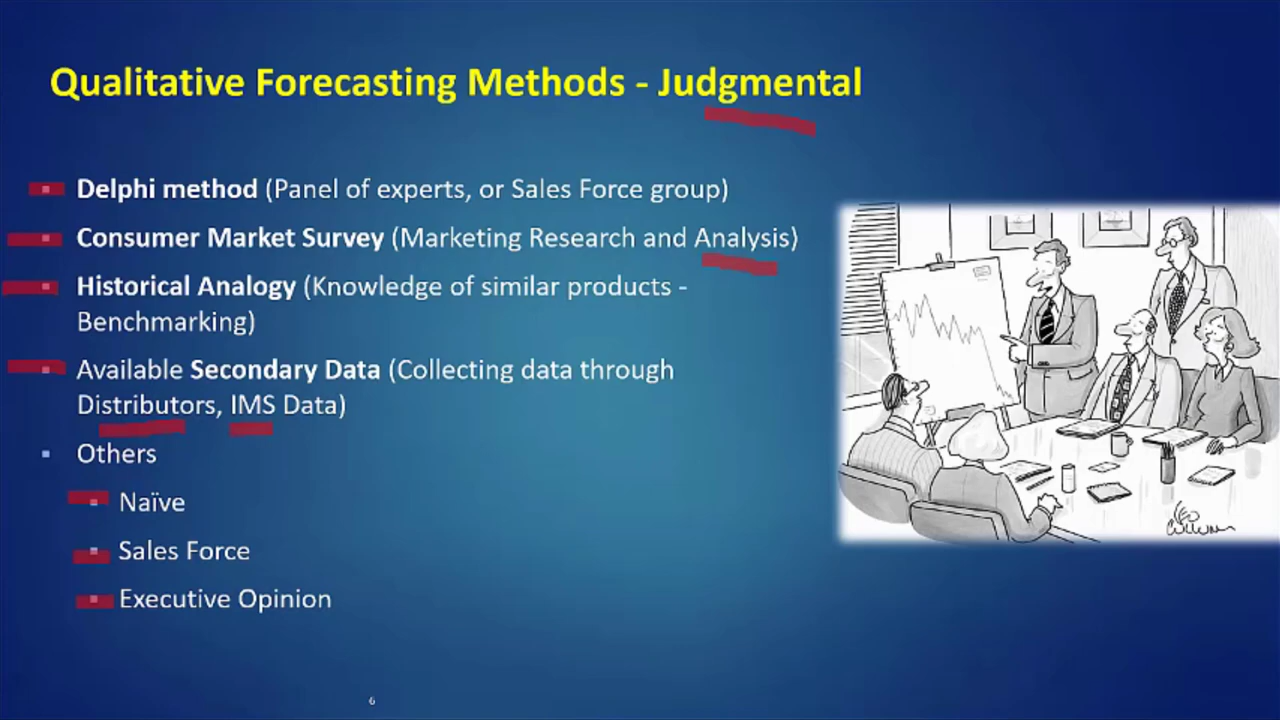 Qualitative Forecasting Methods - Judgmental
Delphi method (Panel of experts, or Sales Force group)
Consumer Market Survey (Marketing Research and Analysis)
Historical Analogy (Knowledge of similar products -
Benchmarking)
Available Secondary Data (Collecting data through
Distributors, IMS Data)
Others
Naïve
Sales Force
Executive Opinion
6